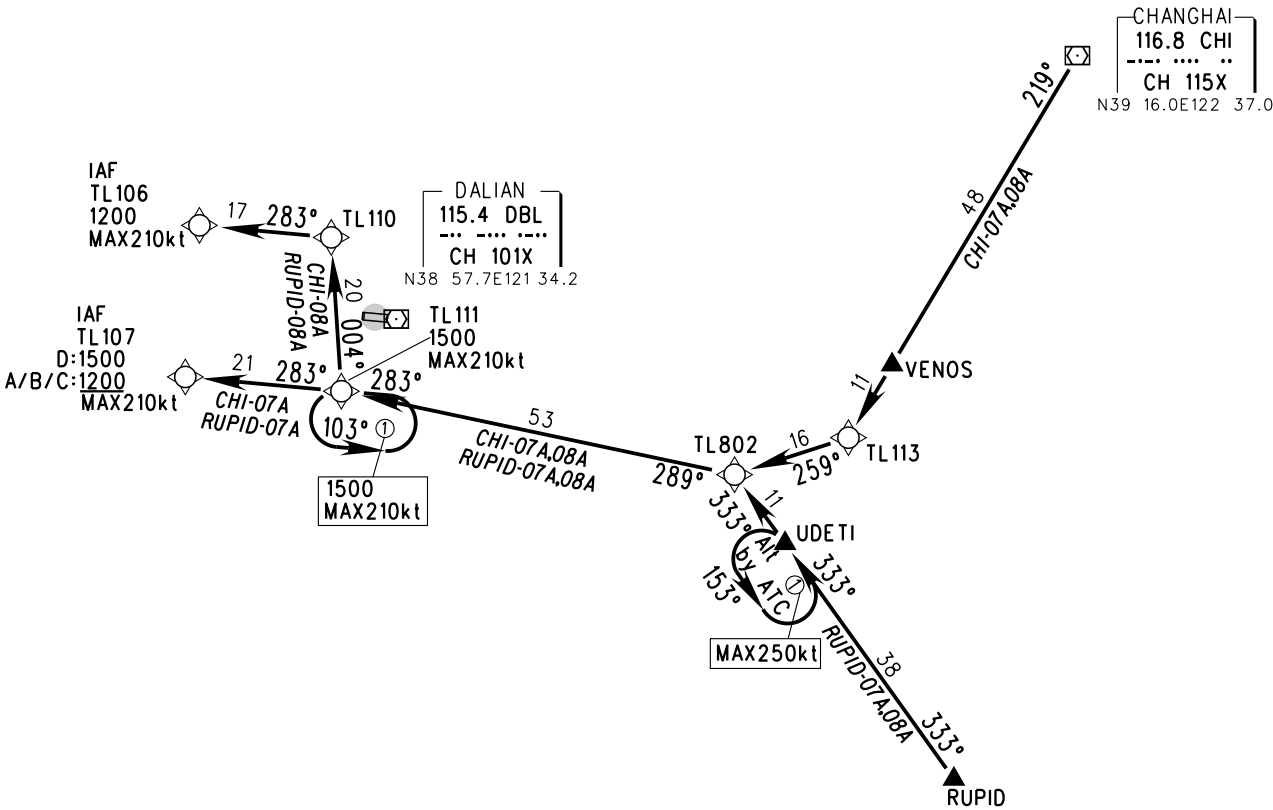 CHANGHAI
116.8 CHI
CH 115X
N39 16.0E122 37.0
219°
48
CHI-07A,08A
IAF
TL106
1200
MAX210kt
17
283°
TL110
DALIAN
115.4 DBL
CH 101X
N38 57.7E121 34.2
CHI-08A
RUPID-08A
20
004°
TL111
1500
MAX210kt
IAF
TL107
D:1500
A/B/C:1200
MAX210kt
21
283°
283°
CHI-07A
RUPID-07A
103°
1
1500
MAX210kt
53
CHI-07A,08A
RUPID-07A,08A
289°
VENOS
11
TL802
16
259°
TL113
11
333°
UDETI
Alt
by ATC
153°
1
333°
MAX250kt
38
RUPID-07A,08A
333°
RUPID